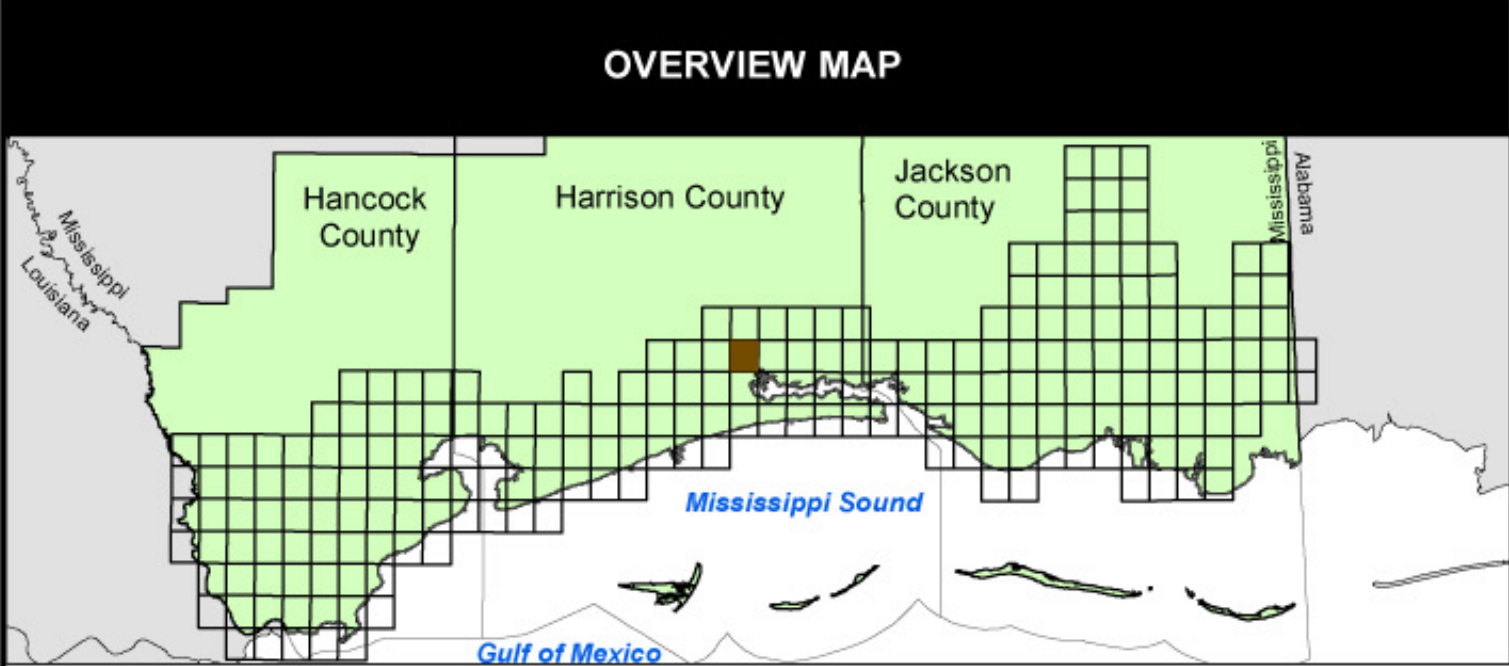 OVERVIEW MAP
Hancock
County
Harrison County
Jackson
County
Mississippi
Alabama
Mississippi
Louisiana
Mississippi Sound
Gulf of Mexico